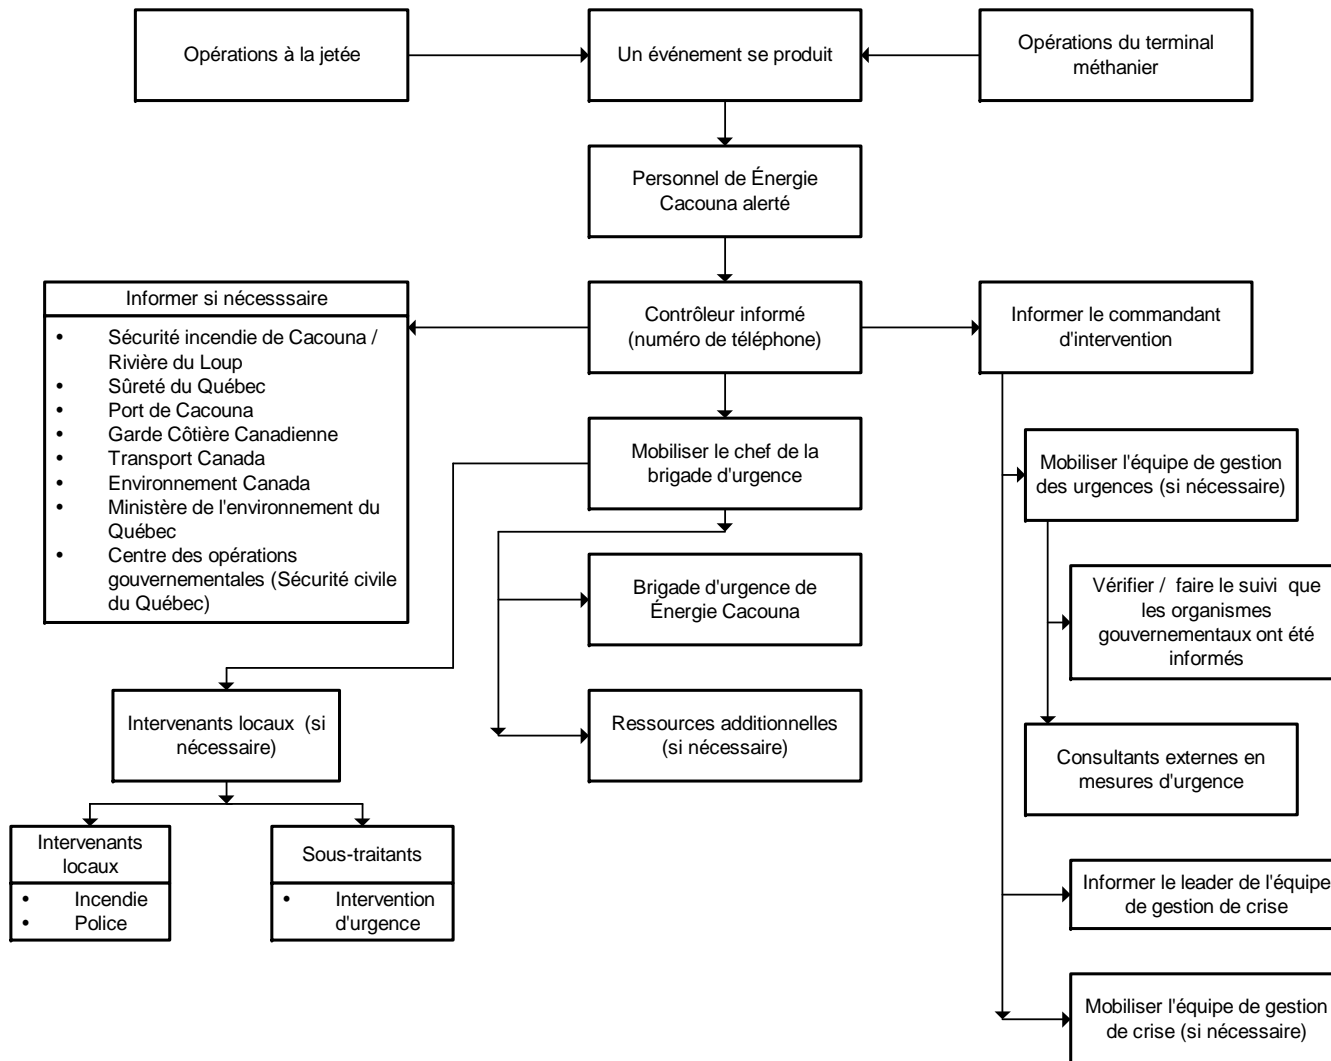 Opérations à la jetée
Un événement se produit
Opérations du terminal
méthanier
Personnel de Énergie
Cacouna alerté
Informer si nécesssaire
• Sécurité incendie de Cacouna /
Rivière du Loup
• Sûreté du Québec
• Port de Cacouna
• Garde Côtière Canadienne
• Transport Canada
• Environnement Canada
• Ministère de l'environnement du
Québec
• Centre des opérations
gouvernementales (Sécurité civile
du Québec)
Contrôleur informé
(numéro de téléphone)
Informer le commandant
d'intervention
Mobiliser le chef de la
brigade d'urgence
Mobiliser l'équipe de gestion
des urgences (si nécessaire)
Brigade d'urgence de
Énergie Cacouna
Vérifier / faire le suivi que
les organismes
gouvernementaux ont été
informés
Intervenants locaux (si
nécessaire)
Ressources additionnelles
(si nécessaire)
Consultants externes en
mesures d'urgence
Intervenants
locaux
• Incendie
• Police
Sous-traitants
• Intervention
d'urgence
Informer le leader de l'équipe
de gestion de crise
Mobiliser l'équipe de gestion
de crise (si nécessaire)